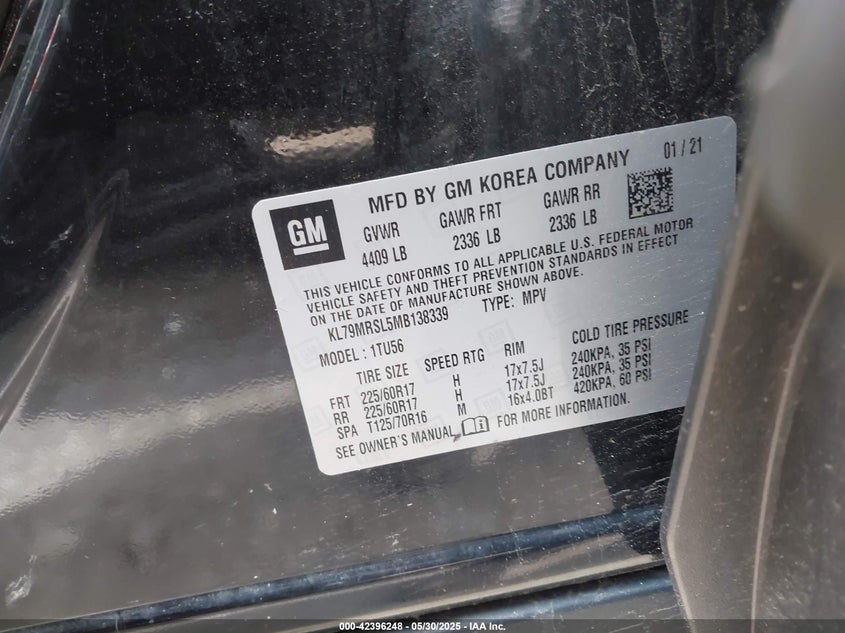 MFD BY GM KOREA COMPANY 01 / 21
GM
GVWR GAWR FRT GAWR RR
4409 LB 2336 LB 2336 LB
THIS VEHICLE CONFORMS TO ALL APPLICABLE U.S. FEDERAL MOTOR
VEHICLE SAFETY AND THEFT PREVENTION STANDARDS IN EFFECT
ON THE DATE OF MANUFACTURE SHOWN ABOVE.
KL79MRSL5MB138339 TYPE: MPV
MODEL : 1TU56
TIRE SIZE SPEED RTG RIM COLD TIRE PRESSURE
FRT 225/60R17 H 17x7.5J 240KPA, 35 PSI
RR 225/60R17 H 17x7.5J 240KPA, 35 PSI
SPA T125/70R16 M 16x4.0BT 420KPA, 60 PSI
SEE OWNER'S MANUAL FOR MORE INFORMATION.
000-42396248 - 05/30/2025 - IAA Inc.